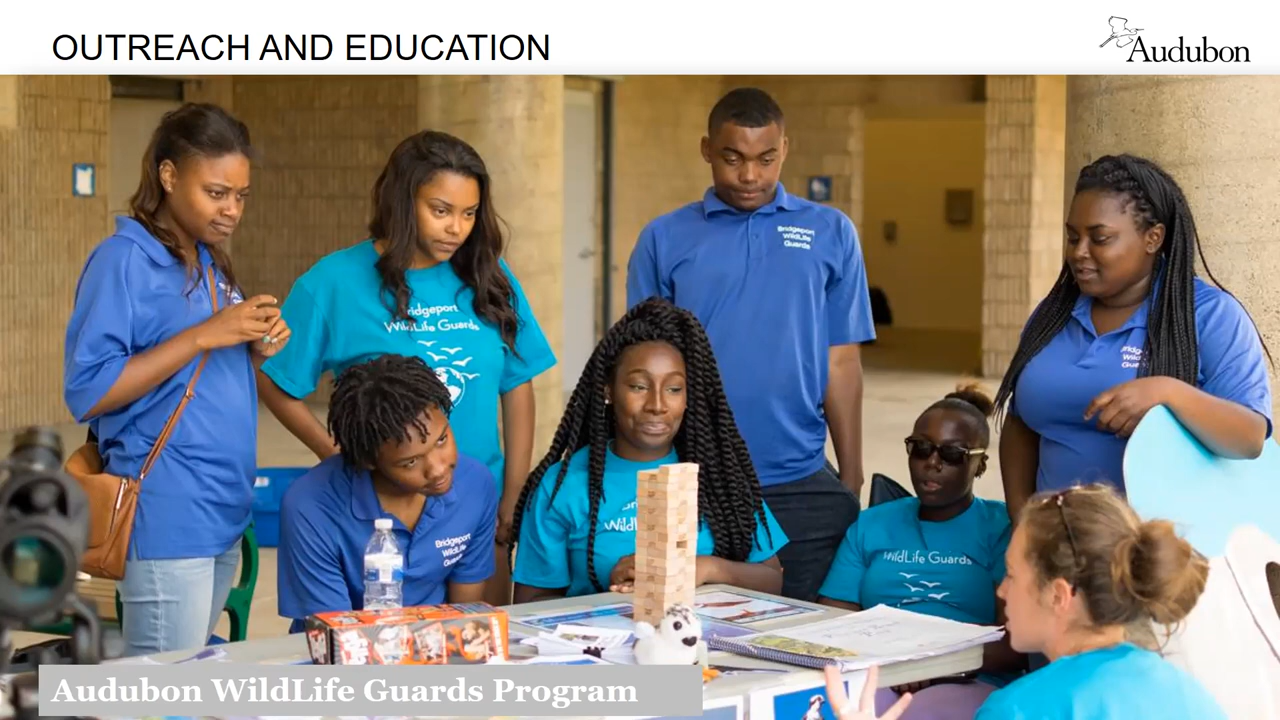 OUTREACH AND EDUCATION
Audubon
Bridgeport
WildLife
Guards
Bridgeport
WildLife Guards
Bridgeport
WildLife
Guards
WildLife Guards
Audubon WildLife Guards Program